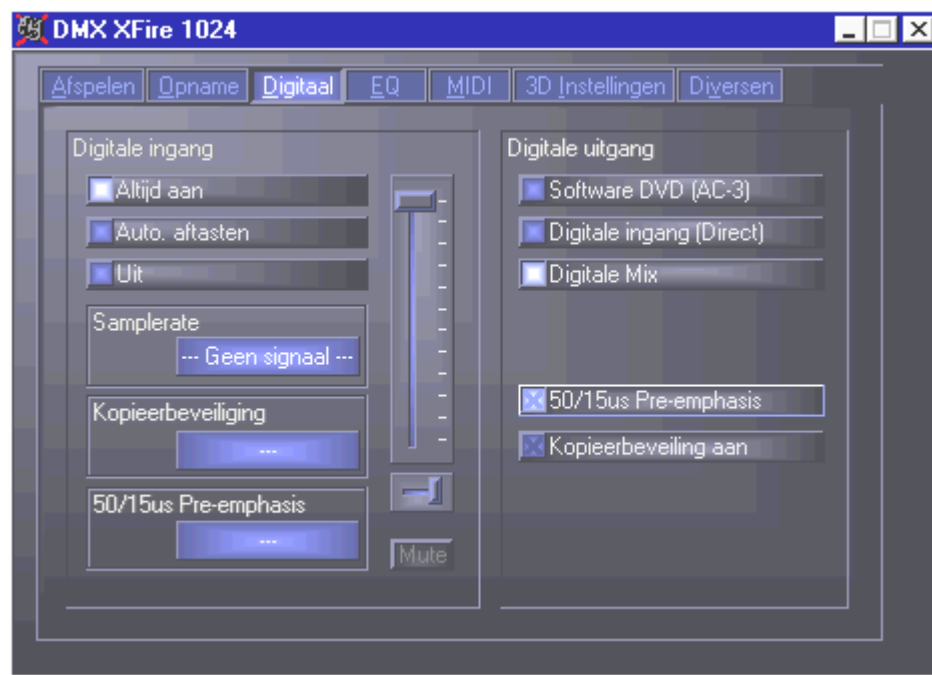 DMX XFire 1024
Afspelen Opname Digitaal EQ MIDI 3D Instellingen Diversen
Digitale ingang
Altijd aan
Auto. aftasten
Uit
Samplerate
--- Geen signaal ---
Kopieerbeveiliging
---
50/15us Pre-emphasis
---
Mute
Digitale uitgang
Software DVD (AC-3)
Digitale ingang (Direct)
Digitale Mix
50/15us Pre-emphasis
Kopieerbeveiling aan